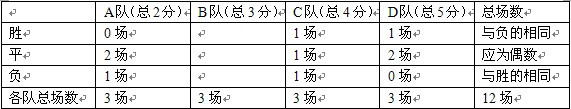 A队(总2分) B队(总3分) C队(总4分) D队(总5分) 总场数
胜 0场 1场 1场 与负的相同
平 2场 1场 2场 应为偶数
负 1场 1场 0场 与胜的相同
各队总场数 3场 3场 3场 3场 12场